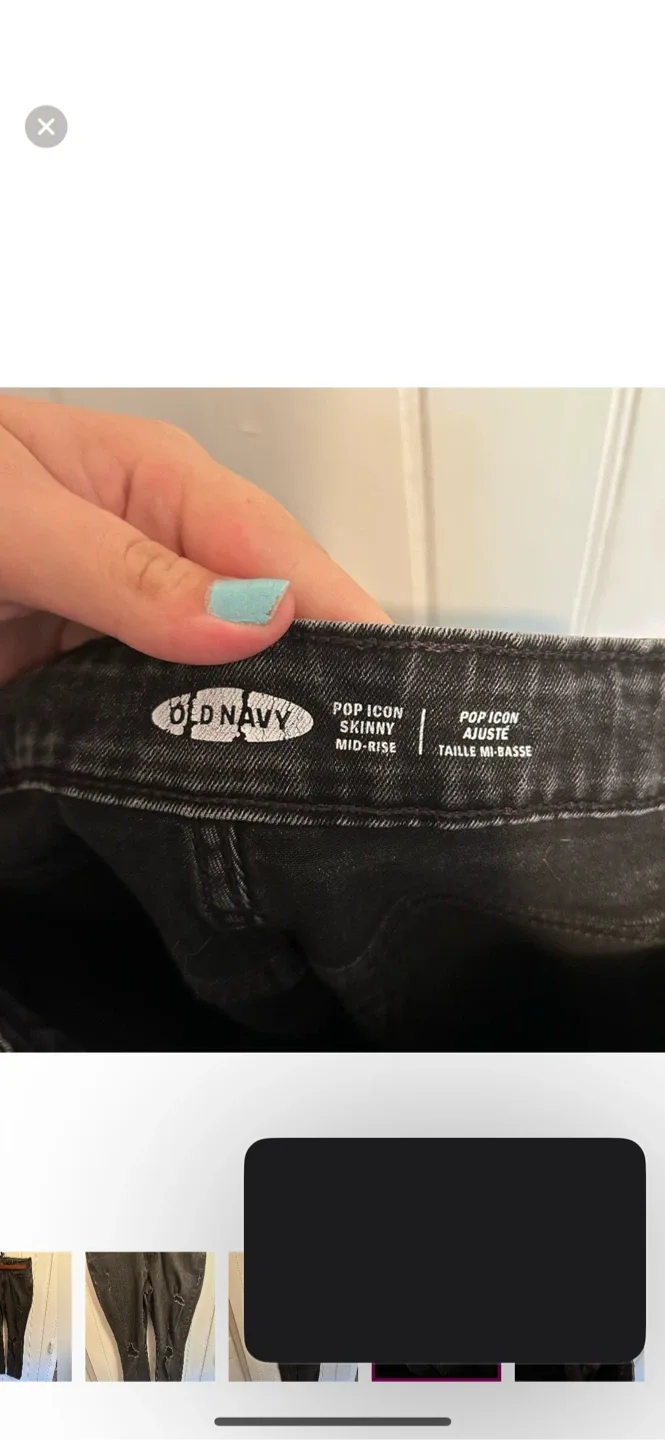 OLD NAVY
POP ICON
SKINNY
MID-RISE
POP ICON
AJUSTÉ
TAILLE MI-BASSE